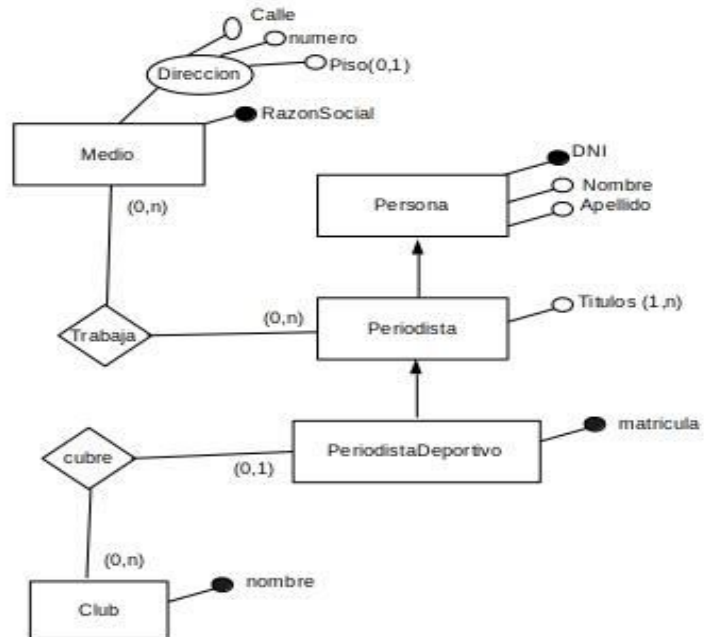 Calle
numero
Piso(0,1)
Direccion
RazonSocial
Medio
DNI
Nombre
Apellido
Persona
(0,n)
Titulos (1,n)
(0,n)
Periodista
Trabaja
matricula
PeriodistaDeportivo
cubre
(0,1)
(0,n)
nombre
Club